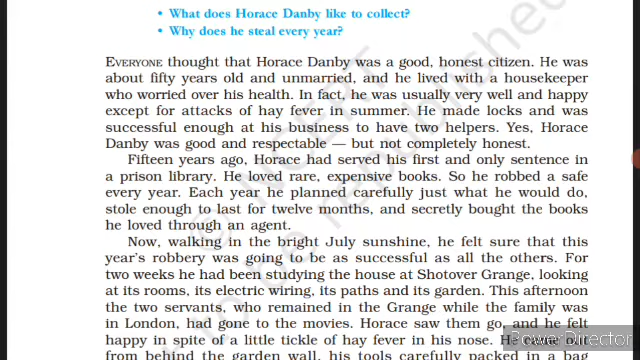 • What does Horace Danby like to collect?
• Why does he steal every year?
EVERYONE thought that Horace Danby was a good, honest citizen. He was
about fifty years old and unmarried, and he lived with a housekeeper
who worried over his health. In fact, he was usually very well and happy
except for attacks of hay fever in summer. He made locks and was
successful enough at his business to have two helpers. Yes, Horace
Danby was good and respectable — but not completely honest.
Fifteen years ago, Horace had served his first and only sentence in
a prison library. He loved rare, expensive books. So he robbed a safe
every year. Each year he planned carefully just what he would do,
stole enough to last for twelve months, and secretly bought the books
he loved through an agent.
Now, walking in the bright July sunshine, he felt sure that this
year's robbery was going to be as successful as all the others. For
two weeks he had been studying the house at Shotover Grange, looking
at its rooms, its electric wiring, its paths and its garden. This afternoon
the two servants, who remained in the Grange while the family was
in London, had gone to the movies. Horace saw them go, and he felt
happy in spite of a little tickle of hay fever in his nose. He came out
from behind the garden wall, his tools carefully packed in a bag
© NCERT
to be republished
PowerDirector